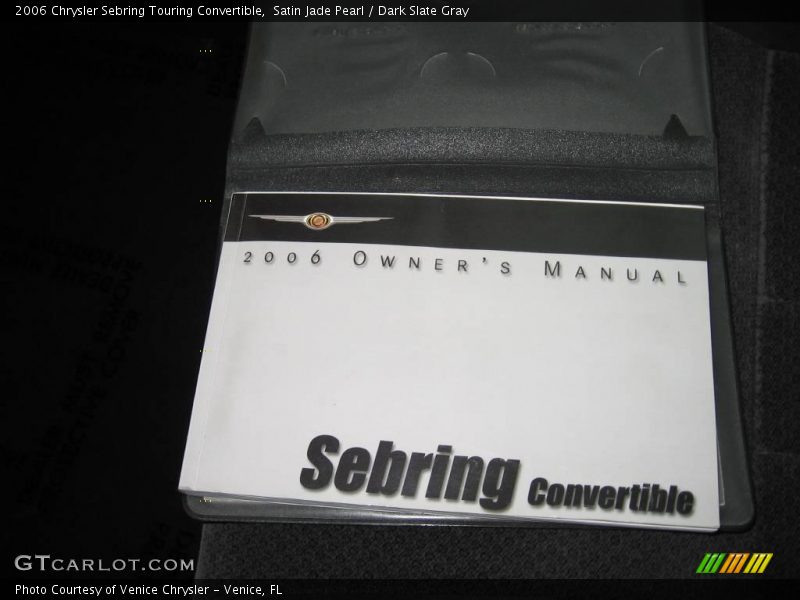 2006 Chrysler Sebring Touring Convertible, Satin Jade Pearl / Dark Slate Gray
2006 Owner's Manual
Sebring Convertible
GTCARLOT.COM
Photo Courtesy of Venice Chrysler - Venice, FL